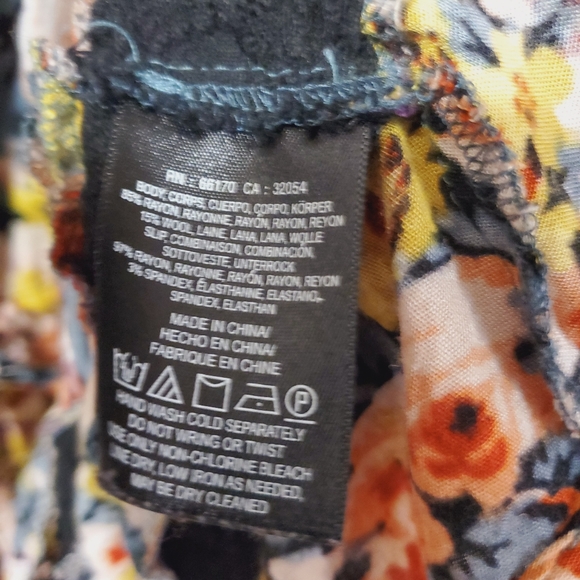 RN : 66170 CA : 32054
BODY, CORPS, CUERPO, CORPO, KÖRPER
85% RAYON, RAYONNE, RAYÓN, RAYON, REYON
15% WOOL, LAINE, LANA, LANA, WOLLE
SLIP, COMBINAISON, COMBINACIÓN,
SOTTOVESTE, UNTERROCK
97% RAYON, RAYONNE, RAYÓN, RAYON, REYON
3% SPANDEX, ÉLASTHANNE, ELASTANO,
SPANDEX, ELASTHAN
MADE IN CHINA/
HECHO EN CHINA/
FABRIQUE EN CHINE
P
HAND WASH COLD SEPARATELY
DO NOT WRING OR TWIST
USE ONLY NON-CHLORINE BLEACH
LINE DRY, LOW IRON AS NEEDED,
MAY BE DRY CLEANED